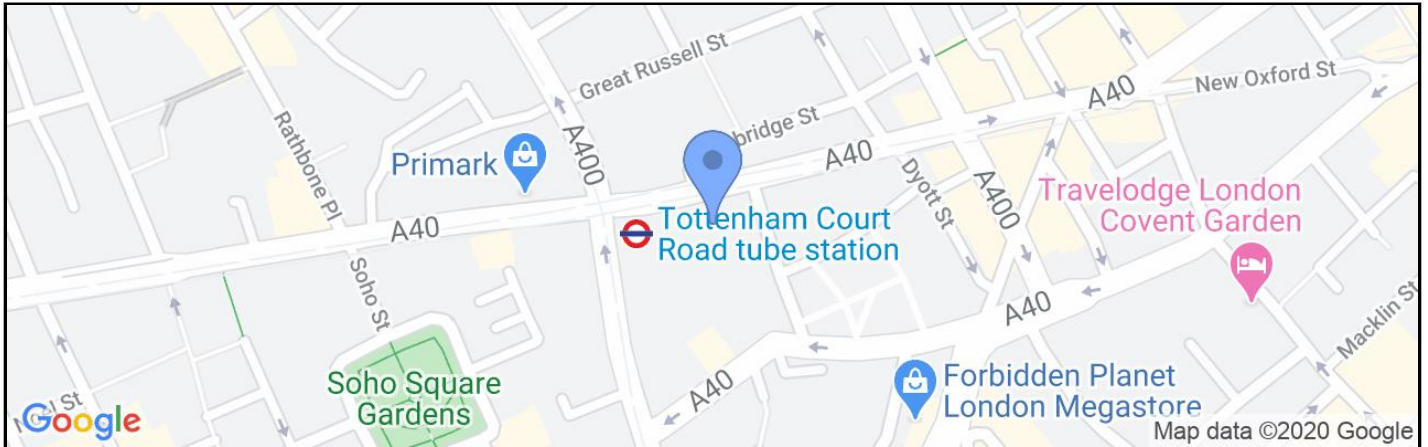 Great Russell St
New Oxford St
A40
Rathbone Pl
A400
Primark
A40
Dyott St
A400
Travelodge London
Covent Garden
A40
Tottenham Court
Road tube station
Soho St
A40
Macklin St
Soho Square
Gardens
A40
Forbidden Planet
London Megastore
Google
Map data ©2020 Google